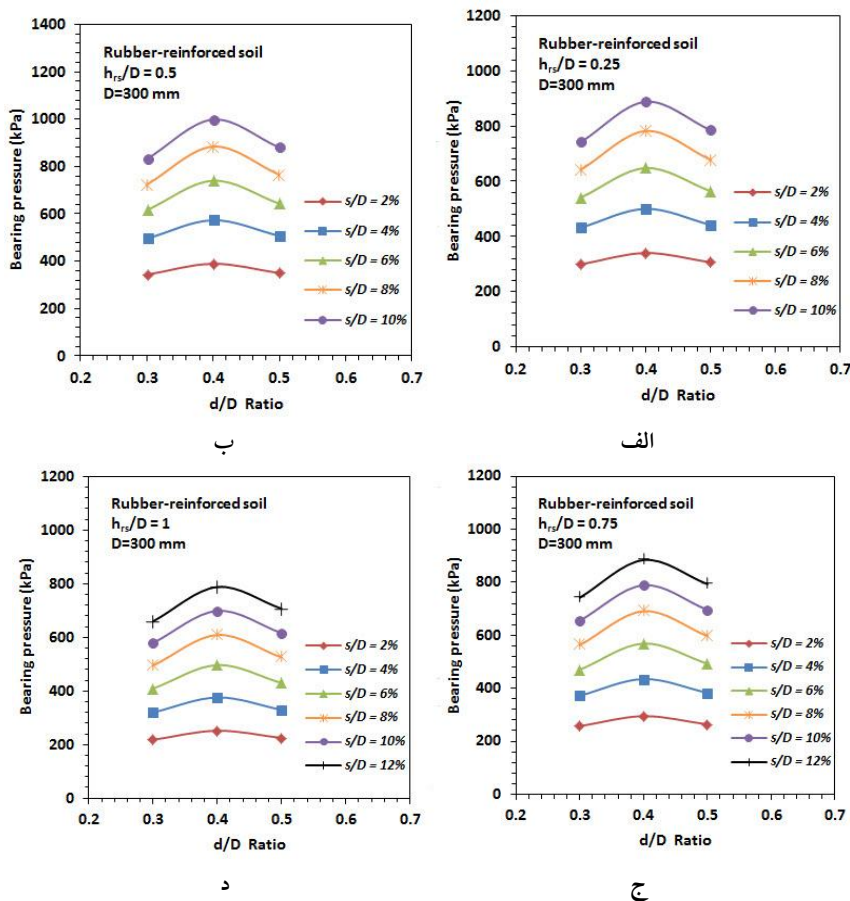 Rubber-reinforced soil
hrs/D = 0.5
D=300 mm
Bearing pressure (kPa)
1400
1200
1000
800
600
400
200
0
0.2 0.3 0.4 0.5 0.6 0.7
d/D Ratio
s/D = 2%
s/D = 4%
s/D = 6%
s/D = 8%
s/D = 10%
ب
Rubber-reinforced soil
hrs/D = 0.25
D=300 mm
Bearing pressure (kPa)
1200
1000
800
600
400
200
0
0.2 0.3 0.4 0.5 0.6 0.7
d/D Ratio
s/D = 2%
s/D = 4%
s/D = 6%
s/D = 8%
s/D = 10%
الف
Rubber-reinforced soil
hrs/D = 1
D=300 mm
Bearing pressure (kPa)
1200
1000
800
600
400
200
0
0.2 0.3 0.4 0.5 0.6 0.7
d/D Ratio
s/D = 2%
s/D = 4%
s/D = 6%
s/D = 8%
s/D = 10%
s/D = 12%
د
Rubber-reinforced soil
hrs/D = 0.75
D=300 mm
Bearing pressure (kPa)
1200
1000
800
600
400
200
0
0.2 0.3 0.4 0.5 0.6 0.7
d/D Ratio
s/D = 2%
s/D = 4%
s/D = 6%
s/D = 8%
s/D = 10%
s/D = 12%
ج